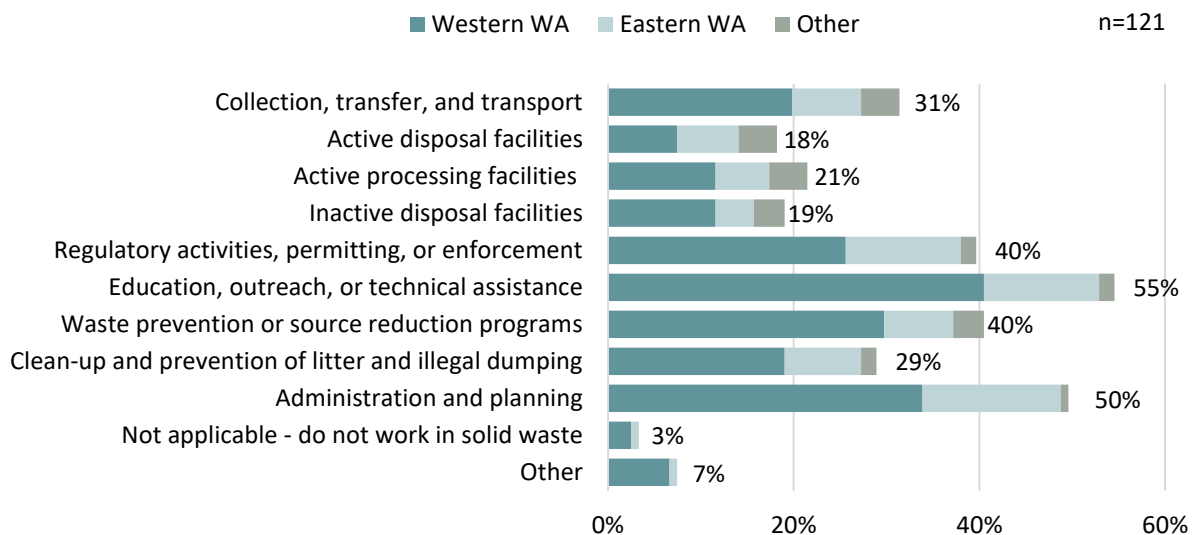 Western WA Eastern WA Other n=121
Collection, transfer, and transport 31%
Active disposal facilities 18%
Active processing facilities 21%
Inactive disposal facilities 19%
Regulatory activities, permitting, or enforcement 40%
Education, outreach, or technical assistance 55%
Waste prevention or source reduction programs 40%
Clean-up and prevention of litter and illegal dumping 29%
Administration and planning 50%
Not applicable - do not work in solid waste 3%
Other 7%
0% 20% 40% 60%